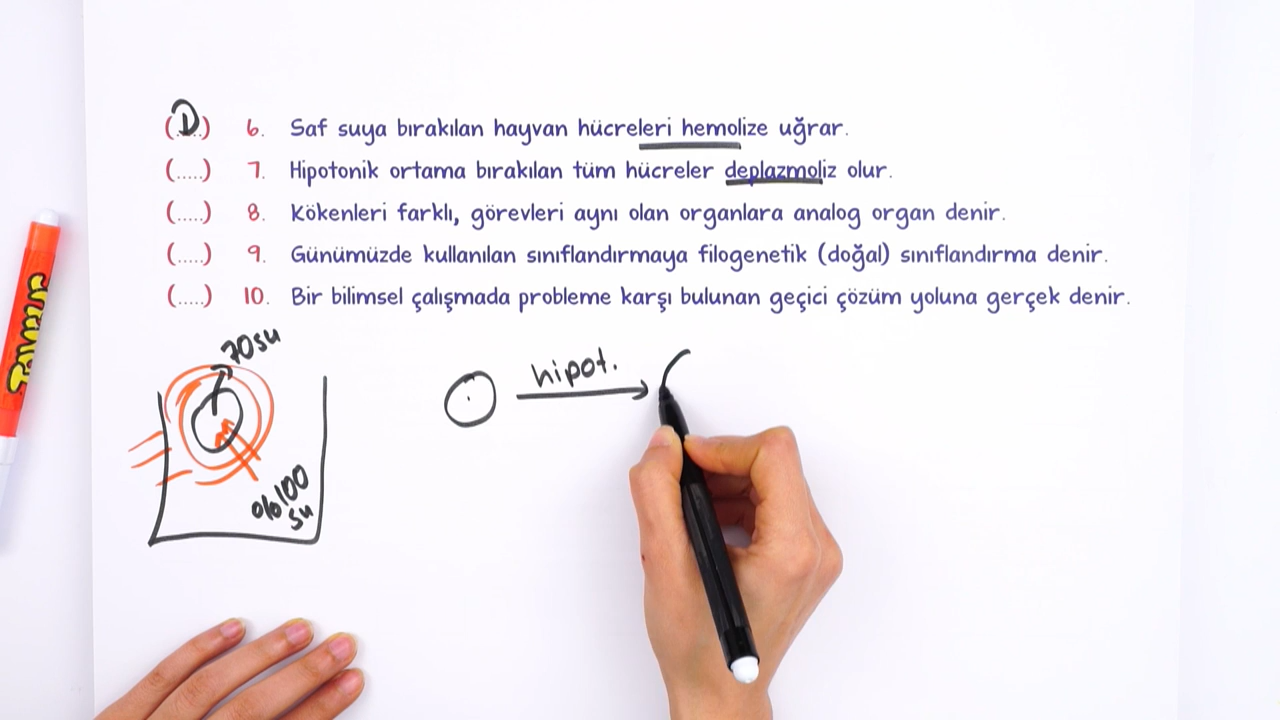 (D) 6. Saf suya bırakılan hayvan hücreleri hemolize uğrar.
(.....) 7. Hipotonik ortama bırakılan tüm hücreler deplazmoliz olur.
(.....) 8. Kökenleri farklı, görevleri aynı olan organlara analog organ denir.
(.....) 9. Günümüzde kullanılan sınıflandırmaya filogenetik (doğal) sınıflandırma denir.
(.....) 10. Bir bilimsel çalışmada probleme karşı bulunan geçici çözüm yoluna gerçek denir.
70 su
hipot.
%100
su